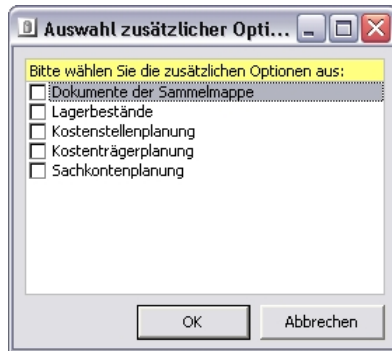 Auswahl zusätzlicher Opti...
Bitte wählen Sie die zusätzlichen Optionen aus:
Dokumente der Sammelmappe
Lagerbestände
Kostenstellenplanung
Kostenträgerplanung
Sachkontenplanung
OK Abbrechen